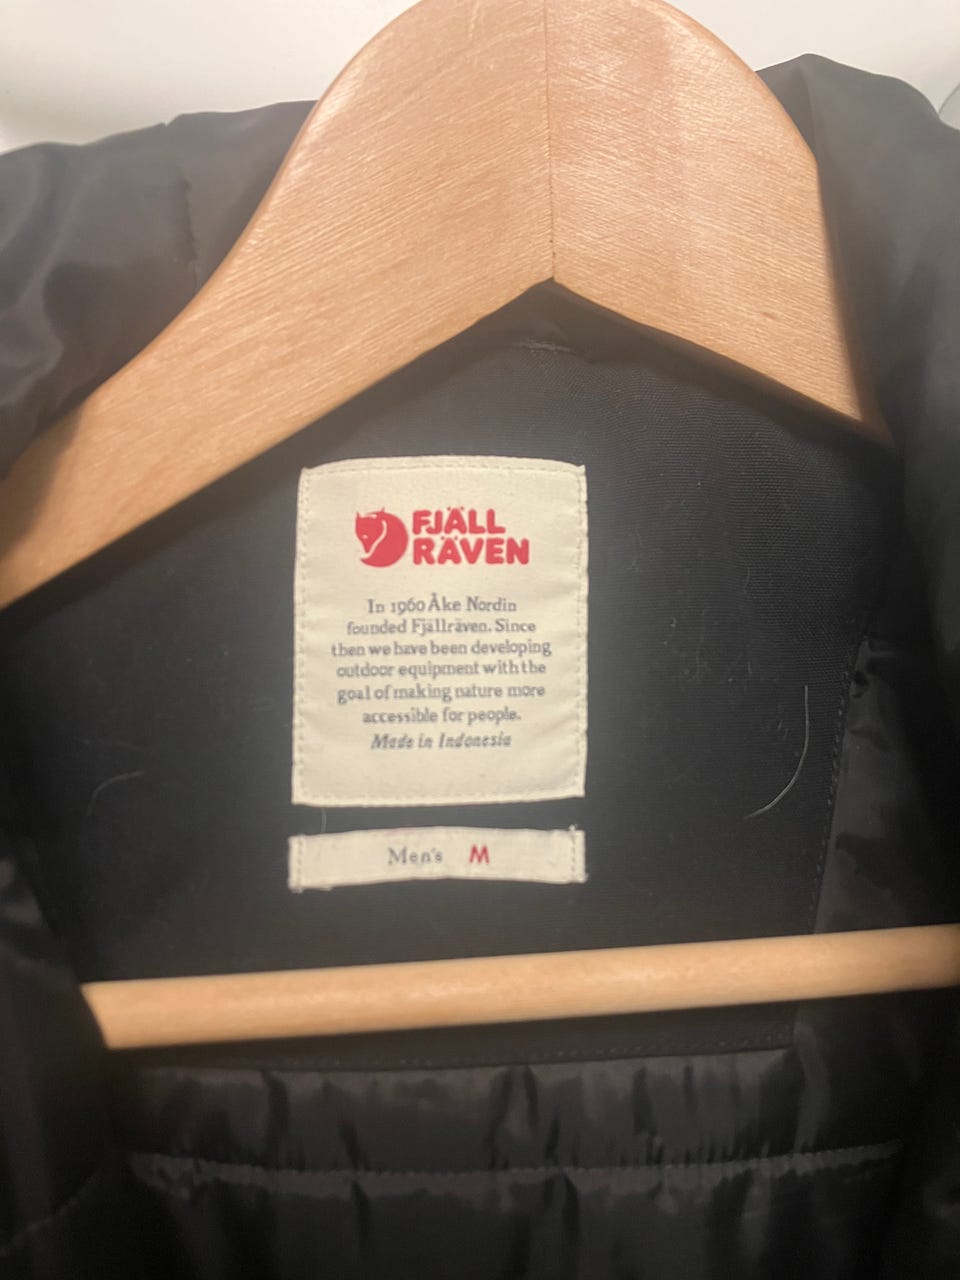 FJÄLL
RÄVEN
In 1960 Åke Nordin
founded Fjällräven. Since
then we have been developing
outdoor equipment with the
goal of making nature more
accessible for people.
Made in Indonesia
Men's M